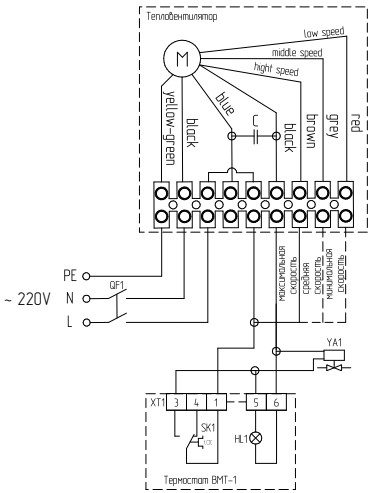 Тепловентилятор
low speed
middle speed
hight speed
M
yellow-green
black
blue
C
black
brown
grey
red
максимальная
скорость
средняя
скорость
минимальная
скорость
PE
QF1
~ 220V
N
L
YA1
XT1 3 4 1 5 6
SK1
HL1
Термостат ВМТ-1